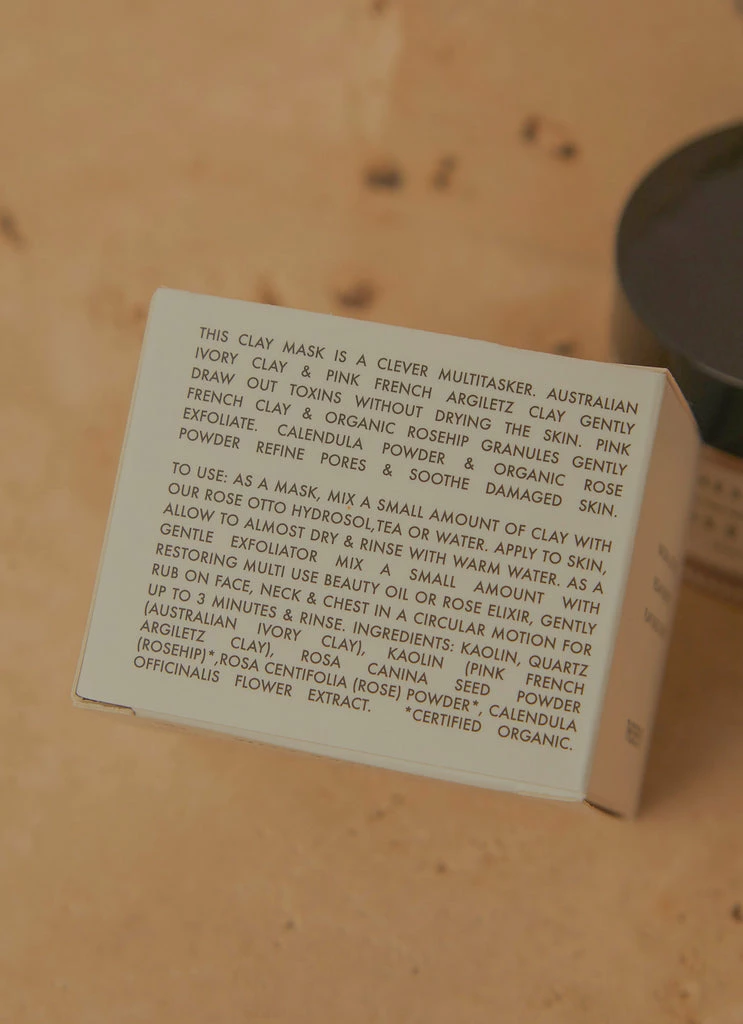 THIS CLAY MASK IS A CLEVER MULTITASKER. AUSTRALIAN
IVORY CLAY & PINK FRENCH ARGILETZ CLAY GENTLY
DRAW OUT TOXINS WITHOUT DRYING THE SKIN. PINK
FRENCH CLAY & ORGANIC ROSEHIP GRANULES GENTLY
EXFOLIATE. CALENDULA POWDER & ORGANIC ROSE
POWDER REFINE PORES & SOOTHE DAMAGED SKIN.
TO USE: AS A MASK, MIX A SMALL AMOUNT OF CLAY WITH
OUR ROSE OTTO HYDROSOL,TEA OR WATER. APPLY TO SKIN,
ALLOW TO ALMOST DRY & RINSE WITH WARM WATER. AS A
GENTLE EXFOLIATOR MIX A SMALL AMOUNT WITH
RESTORING MULTI USE BEAUTY OIL OR ROSE ELIXIR, GENTLY
RUB ON FACE, NECK & CHEST IN A CIRCULAR MOTION FOR
UP TO 3 MINUTES & RINSE. INGREDIENTS: KAOLIN, QUARTZ
(AUSTRALIAN IVORY CLAY), KAOLIN (PINK FRENCH
ARGILETZ CLAY), ROSA CANINA SEED POWDER
(ROSEHIP)*,ROSA CENTIFOLIA (ROSE) POWDER*, CALENDULA
OFFICINALIS FLOWER EXTRACT. *CERTIFIED ORGANIC.